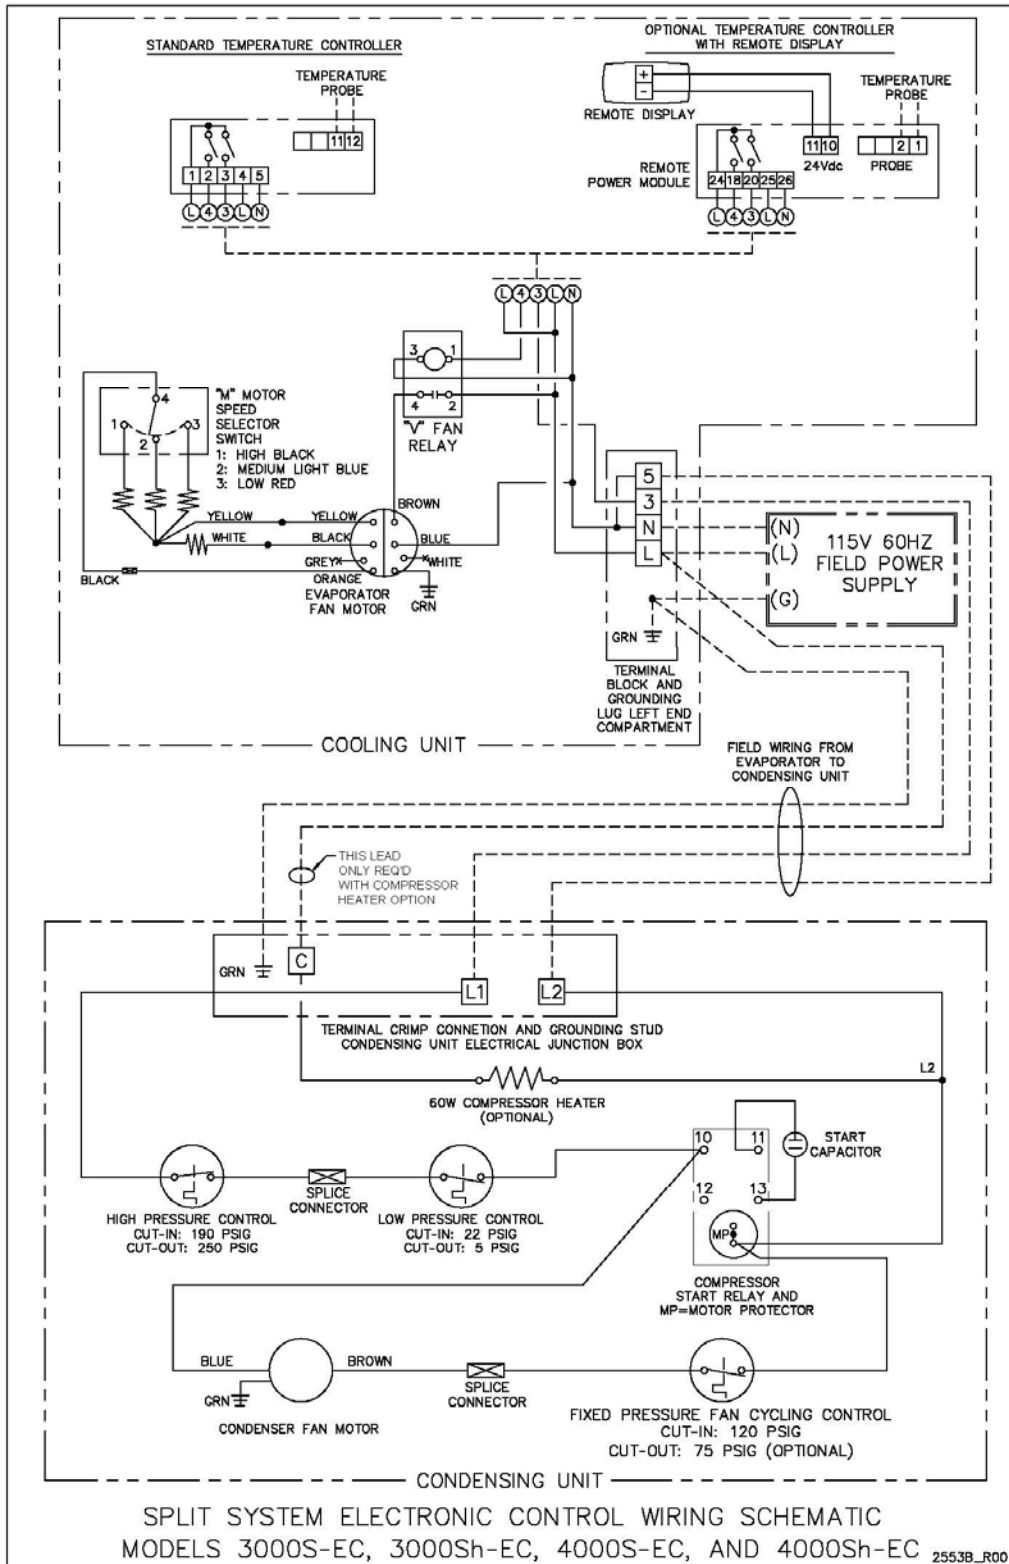 STANDARD TEMPERATURE CONTROLLER
OPTIONAL TEMPERATURE CONTROLLER
WITH REMOTE DISPLAY
TEMPERATURE
PROBE
11 12
1 2 3 4 5
L 4 3 L N
+
-
REMOTE DISPLAY
TEMPERATURE
PROBE
REMOTE
POWER MODULE
11 10
24Vdc
2 1
PROBE
24 18 20 25 26
L 4 3 L N
L 4 3 L N
3 1
4 2
"V" FAN
RELAY
4
1 3
2
"M" MOTOR
SPEED
SELECTOR
SWITCH
1: HIGH BLACK
2: MEDIUM LIGHT BLUE
3: LOW RED
YELLOW YELLOW
BROWN
WHITE BLACK
BLUE
GREY
WHITE
BLACK
ORANGE
EVAPORATOR
FAN MOTOR
GRN
5
3
N
L
GRN
TERMINAL
BLOCK AND
GROUNDING
LUG LEFT END
COMPARTMENT
(N)
(L)
(G)
115V 60HZ
FIELD POWER
SUPPLY
COOLING UNIT
FIELD WIRING FROM
EVAPORATOR TO
CONDENSING UNIT
THIS LEAD
ONLY REQ'D
WITH COMPRESSOR
HEATER OPTION
GRN
C
L1
L2
TERMINAL CRIMP CONNETION AND GROUNDING STUD
CONDENSING UNIT ELECTRICAL JUNCTION BOX
L2
60W COMPRESSOR HEATER
(OPTIONAL)
10 11
12 13
MP
START
CAPACITOR
HIGH PRESSURE CONTROL
CUT-IN: 190 PSIG
CUT-OUT: 250 PSIG
SPLICE
CONNECTOR
LOW PRESSURE CONTROL
CUT-IN: 22 PSIG
CUT-OUT: 5 PSIG
COMPRESSOR
START RELAY AND
MP=MOTOR PROTECTOR
BLUE
BROWN
GRN
CONDENSER FAN MOTOR
SPLICE
CONNECTOR
FIXED PRESSURE FAN CYCLING CONTROL
CUT-IN: 120 PSIG
CUT-OUT: 75 PSIG (OPTIONAL)
CONDENSING UNIT
SPLIT SYSTEM ELECTRONIC CONTROL WIRING SCHEMATIC
MODELS 3000S-EC, 3000Sh-EC, 4000S-EC, AND 4000Sh-EC
2553B_R00